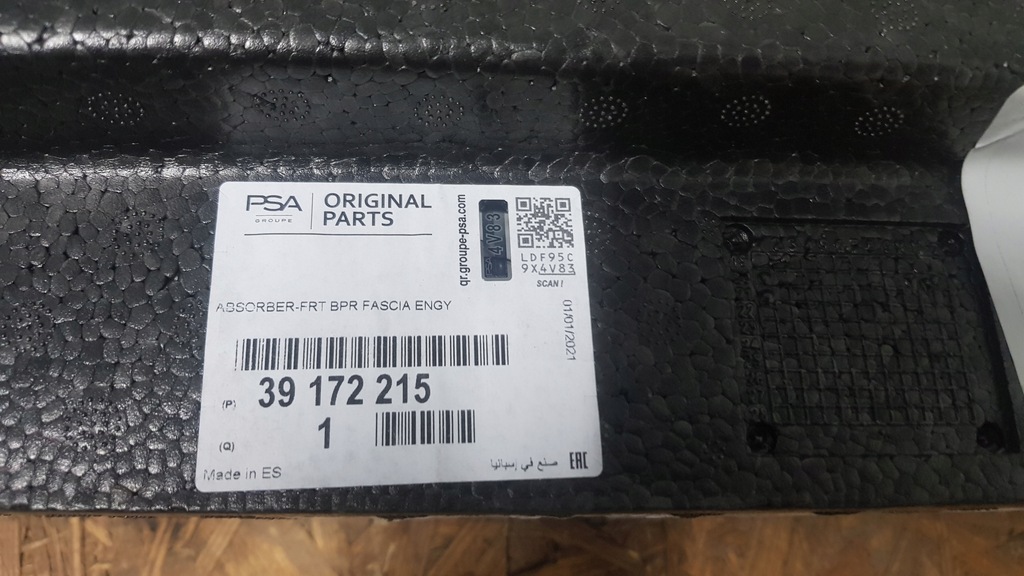 PSA
GROUPE
ORIGINAL
PARTS
qr.groupe-psa.com
4V83
LDF95C
9X4V83
SCAN!
ABSORBER-FRT BPR FASCIA ENGY
01/01/2021
(P) 39 172 215
(Q) 1
Made in ES
صنع في إسبانيا
EAC